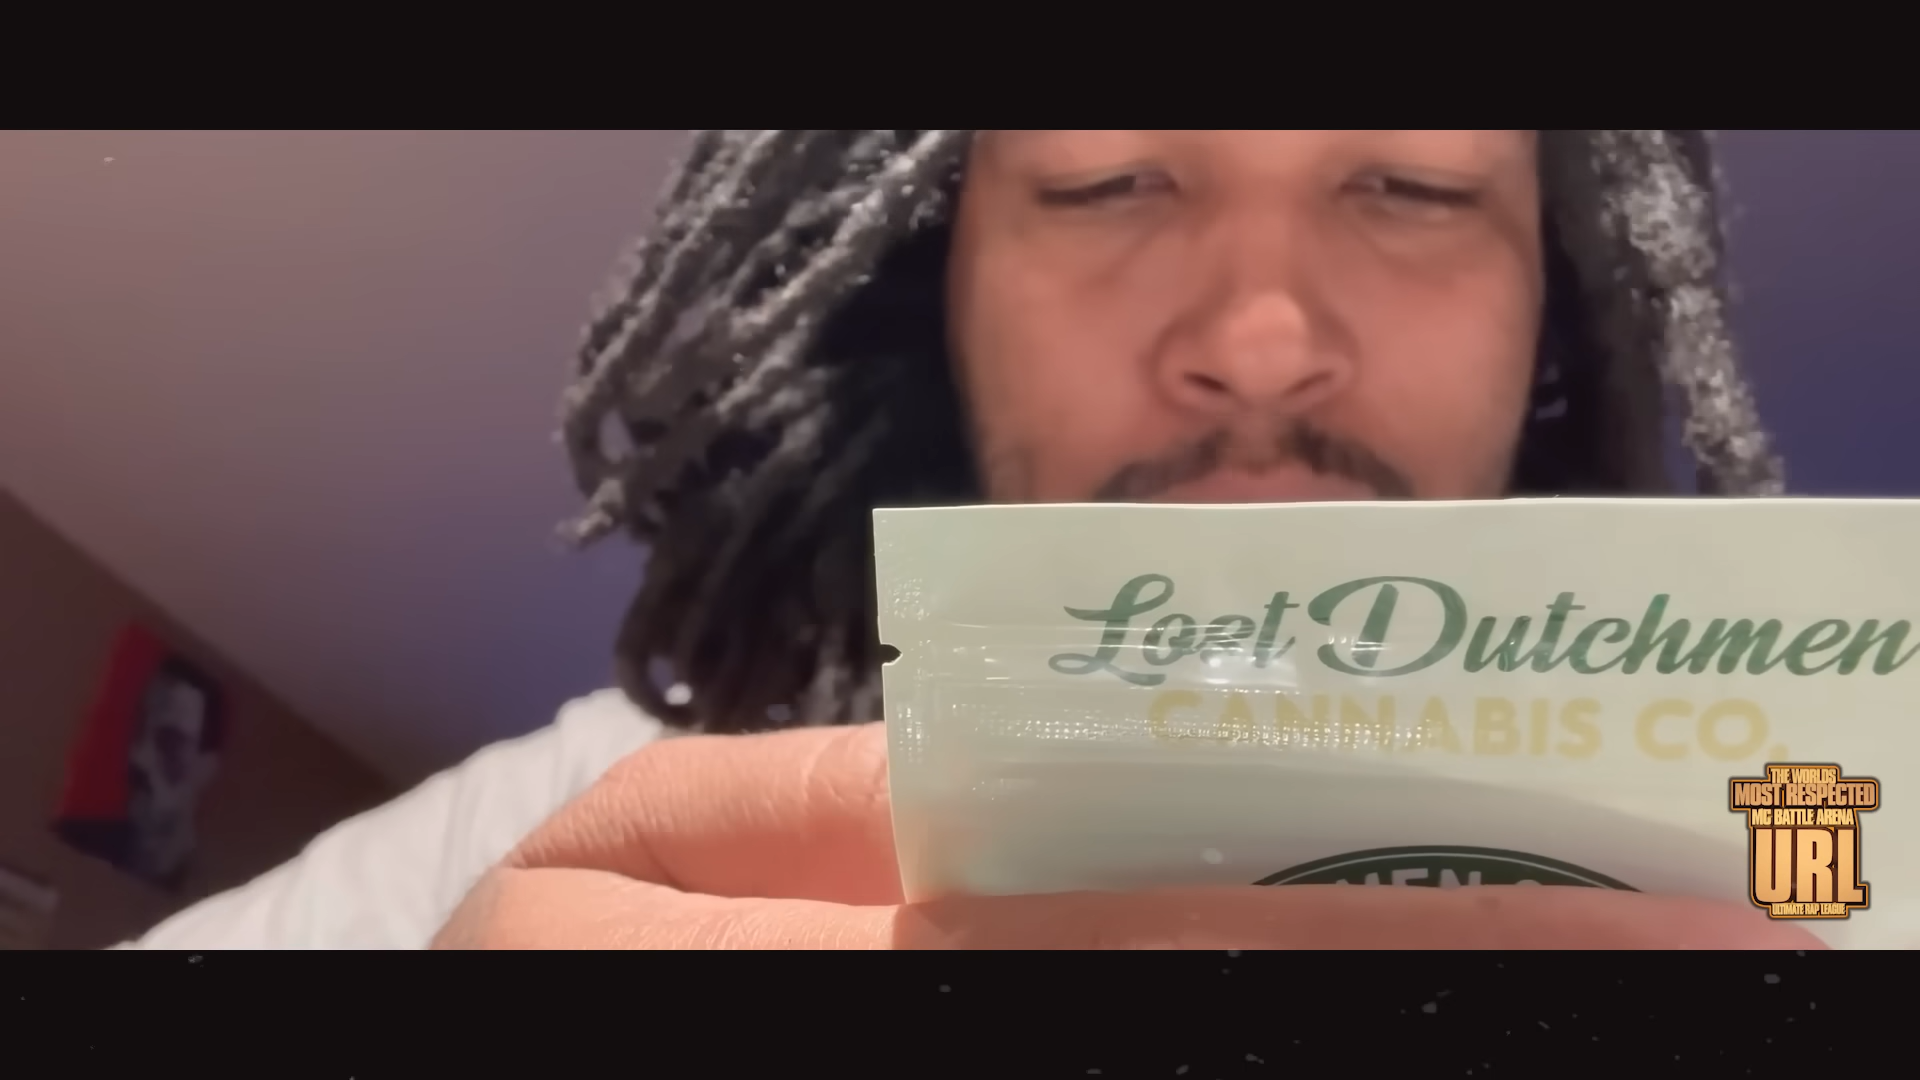 Lost Dutchmen
CANNABIS CO.
THE WORLDS
MOST RESPECTED
MC BATTLE ARENA
URL
ULTIMATE RAP LEAGUE